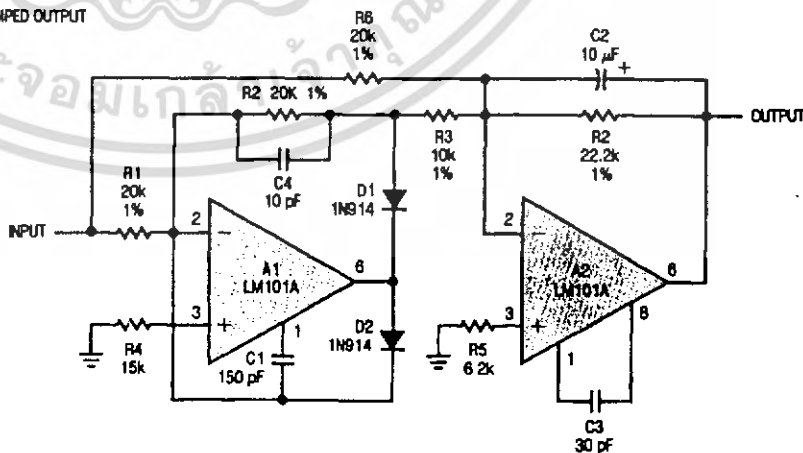 R6
20k
1%
C2
10 µF
+
R2 20K 1%
C4
10 pF
R3
10k
1%
R2
22.2k
1%
OUTPUT
R1
20k
1%
INPUT
D1
1N914
2
−
A1
LM101A
6
3
+
1
D2
1N914
R4
15k
C1
150 pF
2
−
A2
LM101A
6
3
+
8
1
R5
6 2k
C3
30 pF